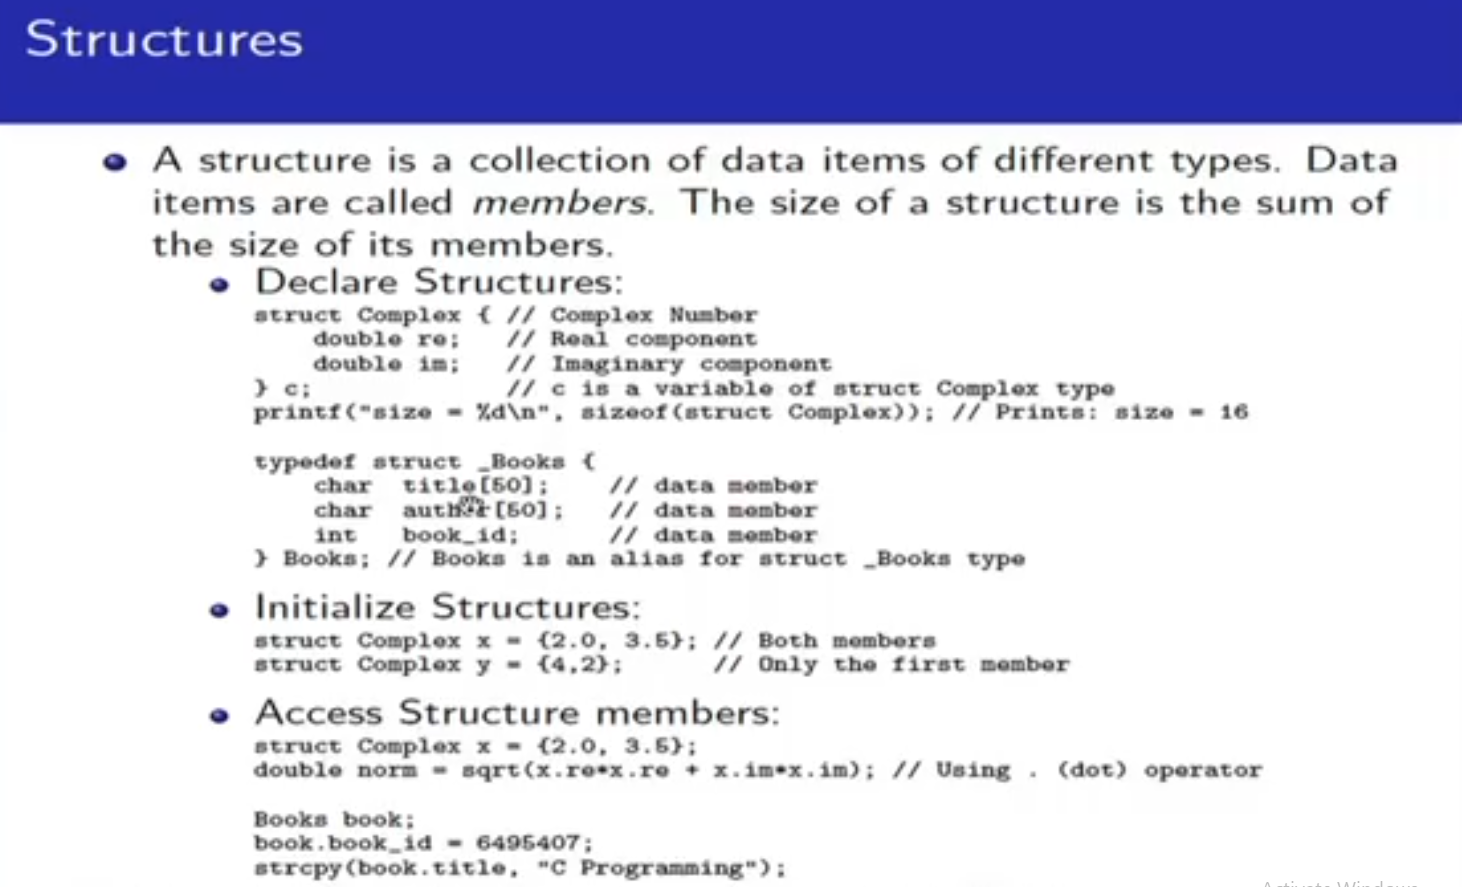 Structures
A structure is a collection of data items of different types. Data
items are called members. The size of a structure is the sum of
the size of its members.
Declare Structures:
struct Complex { // Complex Number
double re; // Real component
double im; // Imaginary component
} c; // c is a variable of struct Complex type
printf("size = %d\n", sizeof(struct Complex)); // Prints: size = 16
typedef struct _Books {
char title[50]; // data member
char author[50]; // data member
int book_id; // data member
} Books; // Books is an alias for struct _Books type
Initialize Structures:
struct Complex x = {2.0, 3.5}; // Both members
struct Complex y = {4,2}; // Only the first member
Access Structure members:
struct Complex x = {2.0, 3.5};
double norm = sqrt(x.re*x.re + x.im*x.im); // Using . (dot) operator
Books book;
book.book_id = 6495407;
strcpy(book.title, "C Programming");
Activate Windows